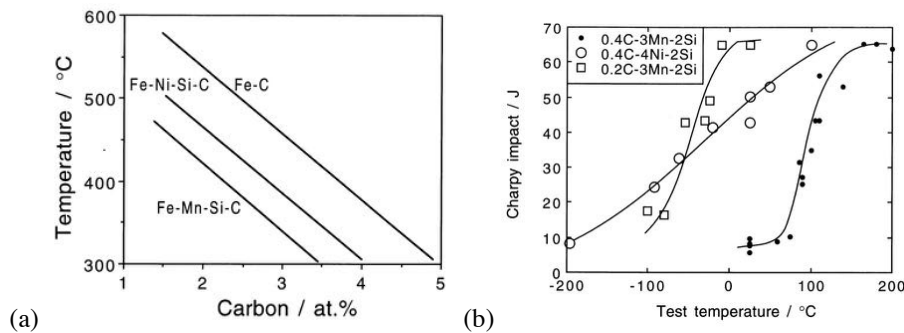 (a)
Temperature / °C
600
500
400
300
Fe-Ni-Si-C
Fe-C
Fe-Mn-Si-C
1
2
3
4
5
Carbon / at.%
(b)
Charpy impact / J
70
60
50
40
30
20
10
0
0.4C-3Mn-2Si
0.4C-4Ni-2Si
0.2C-3Mn-2Si
-200
-100
0
100
200
Test temperature / °C